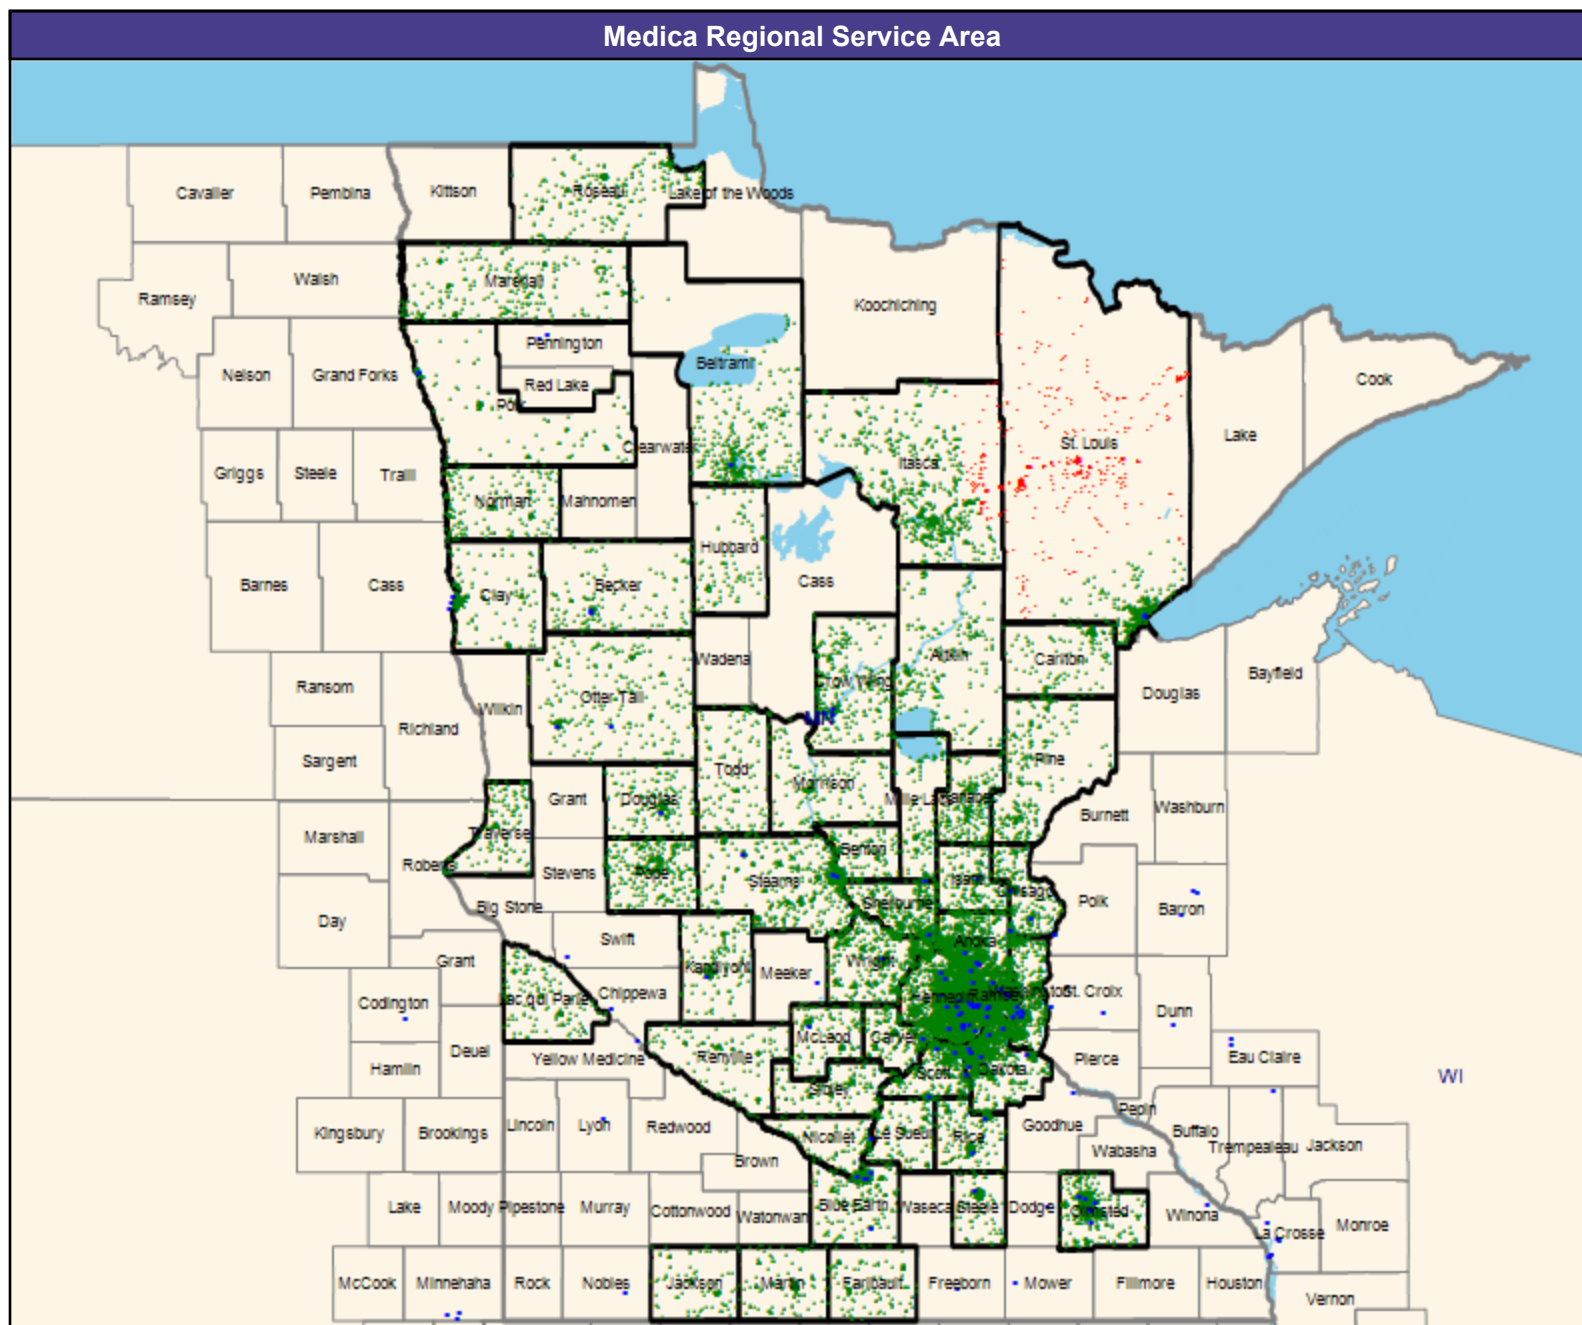 Medica Regional Service Area
Cavalier
Pembina
Kittson
Roseau
Lake of the Woods
Ramsey
Walsh
Marshall
Koochiching
Nelson
Grand Forks
Pennington
Red Lake
Polk
Beltrami
Cook
Griggs
Steele
Traill
Clearwater
Itasca
St. Louis
Lake
Norman
Mahnomen
Barnes
Cass
Clay
Becker
Hubbard
Cass
Ransom
Richland
Wilkin
Otter Tail
Wadena
Crow Wing
Aitkin
Carlton
Douglas
Bayfield
MN
Sargent
Todd
Morrison
Mille Lacs
Kanabec
Pine
Burnett
Washburn
Marshall
Roberts
Traverse
Grant
Douglas
Stevens
Pope
Stearns
Benton
Sherburne
Isanti
Chisago
Polk
Barron
Day
Big Stone
Grant
Swift
Kandiyohi
Meeker
Wright
Anoka
Hennepin
Ramsey
Washington
St. Croix
Dunn
Codington
Lac qui Parle
Chippewa
Hamlin
Deuel
Yellow Medicine
Renville
McLeod
Carver
Scott
Dakota
Pierce
Eau Claire
WI
Sibley
Kingsbury
Brookings
Lincoln
Lyon
Redwood
Brown
Nicollet
Le Sueur
Rice
Goodhue
Pepin
Wabasha
Buffalo
Trempealeau
Jackson
Lake
Moody
Pipestone
Murray
Cottonwood
Watonwan
Blue Earth
Waseca
Steele
Dodge
Olmsted
Winona
La Crosse
Monroe
McCook
Minnehaha
Rock
Nobles
Jackson
Martin
Faribault
Freeborn
Mower
Fillmore
Houston
Vernon